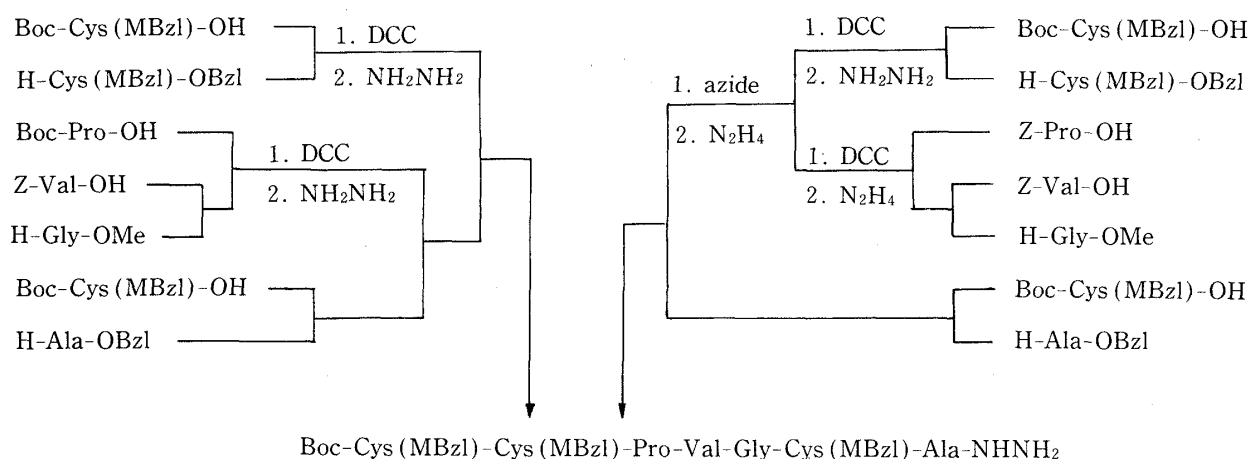 Boc-Cys(MBzl)-OH
1. DCC
H-Cys(MBzl)-OBzl
2. NH₂NH₂
Boc-Pro-OH
1. DCC
Z-Val-OH
2. NH₂NH₂
H-Gly-OMe
Boc-Cys(MBzl)-OH
H-Ala-OBzl
1. DCC
Boc-Cys(MBzl)-OH
2. NH₂NH₂
H-Cys(MBzl)-OBzl
1. azide
2. N₂H₄
Z-Pro-OH
1. DCC
2. N₂H₄
Z-Val-OH
H-Gly-OMe
Boc-Cys(MBzl)-OH
H-Ala-OBzl
Boc-Cys(MBzl)-Cys(MBzl)-Pro-Val-Gly-Cys(MBzl)-Ala-NHNH₂